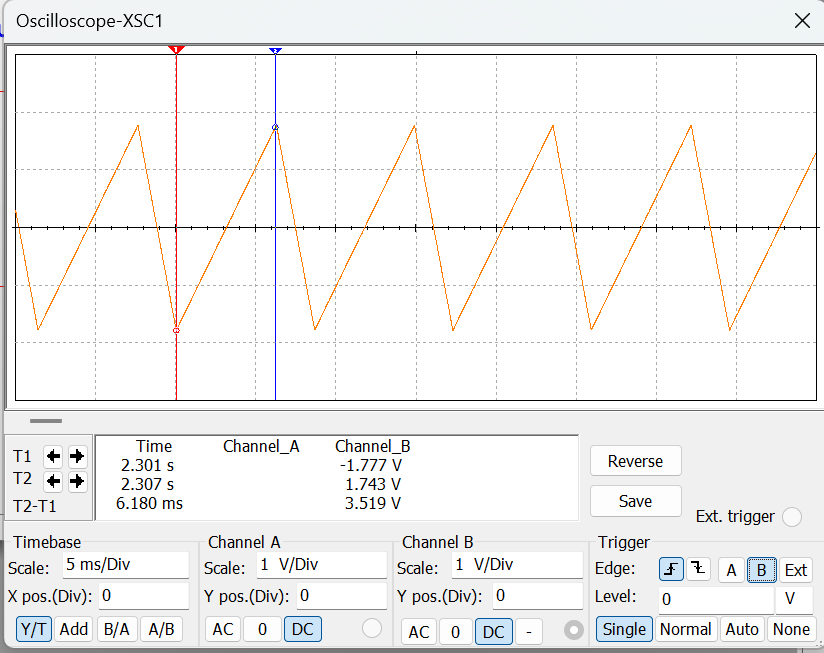 Oscilloscope-XSC1
1
2
Time Channel_A Channel_B
T1 2.301 s -1.777 V
T2 2.307 s 1.743 V
T2-T1 6.180 ms 3.519 V
Reverse
Save
Ext. trigger
Timebase
Scale: 5 ms/Div
X pos.(Div): 0
Y/T Add B/A A/B
Channel A
Scale: 1 V/Div
Y pos.(Div): 0
AC 0 DC
Channel B
Scale: 1 V/Div
Y pos.(Div): 0
AC 0 DC -
Trigger
Edge: A B Ext
Level: 0 V
Single Normal Auto None